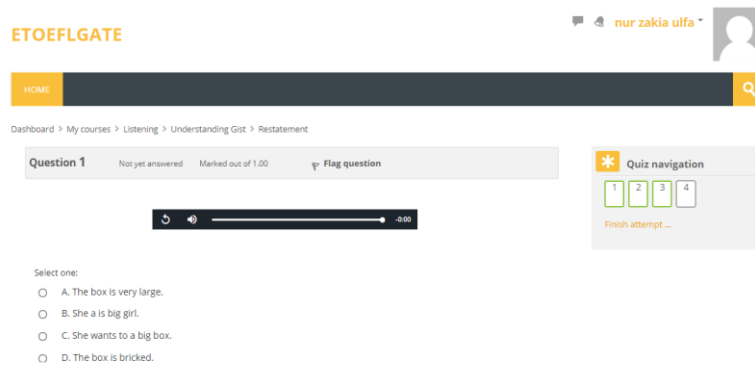 ETOEFLGATE
nur zakia ulfa
HOME
Dashboard > My courses > Listening > Understanding Gist > Restatement
Question 1 Not yet answered Marked out of 1.00 Flag question
Quiz navigation
1 2 3 4
Finish attempt ...
-0:00
Select one:
A. The box is very large.
B. She a is big girl.
C. She wants to a big box.
D. The box is bricked.